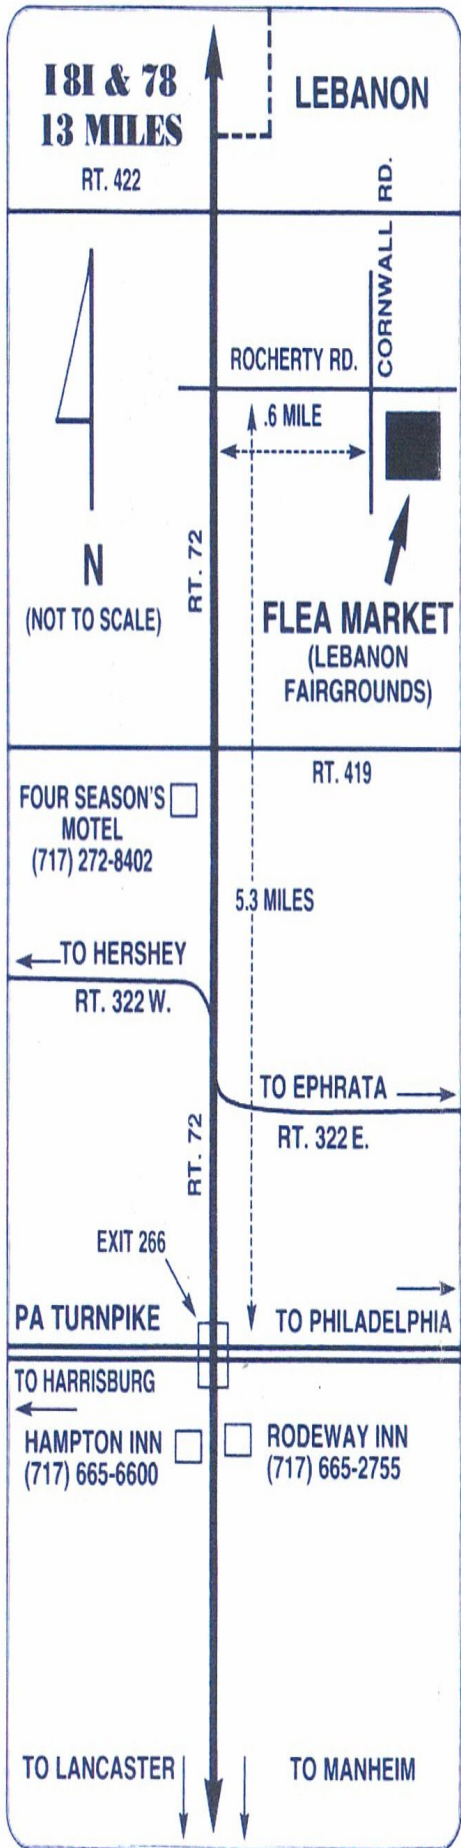 I 81 & 78
13 MILES
LEBANON
RT. 422
CORNWALL RD.
ROCHERTY RD.
.6 MILE
RT. 72
N
(NOT TO SCALE)
FLEA MARKET
(LEBANON
FAIRGROUNDS)
RT. 419
FOUR SEASON'S
MOTEL
(717) 272-8402
5.3 MILES
TO HERSHEY
RT. 322 W.
TO EPHRATA
RT. 322 E.
RT. 72
EXIT 266
PA TURNPIKE
TO PHILADELPHIA
TO HARRISBURG
HAMPTON INN
(717) 665-6600
RODEWAY INN
(717) 665-2755
TO LANCASTER
TO MANHEIM